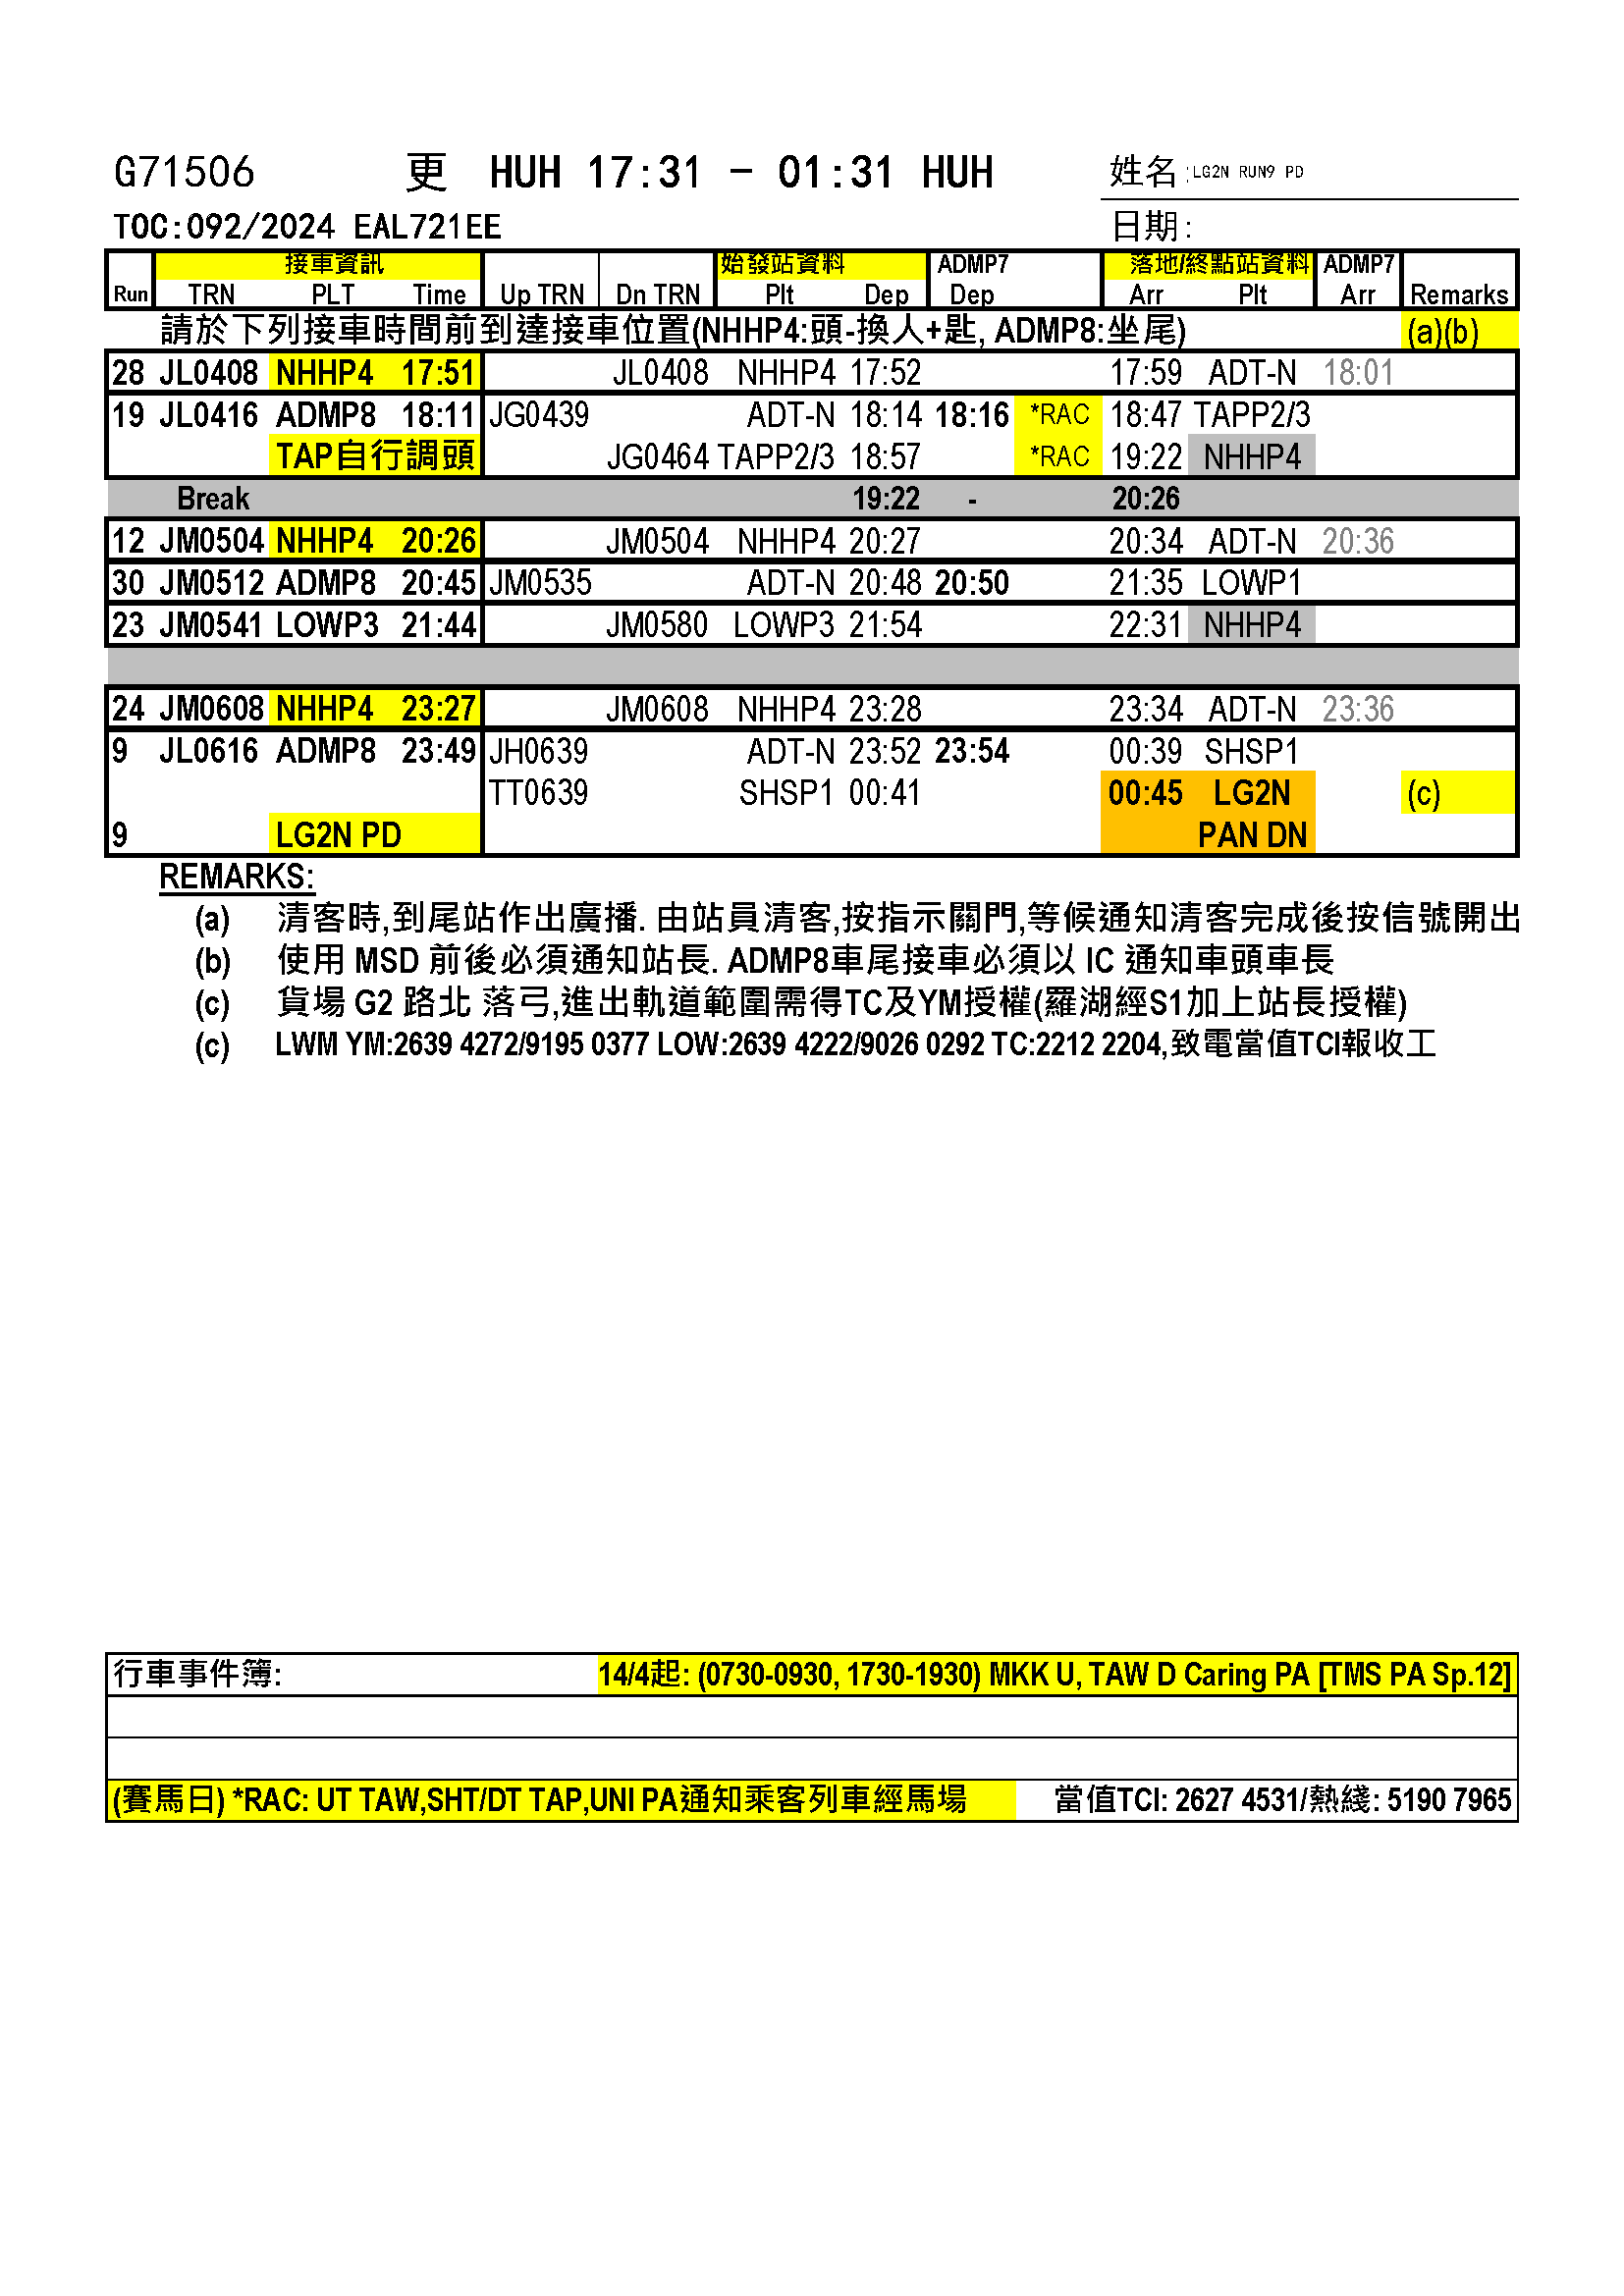 G71506 更 HUH 17:31 - 01:31 HUH 姓名:LG2N RUN9 PD
TOC:092/2024 EAL721EE 日期:
接車資訊 始發站資料 ADMP7 落地/終點站資料 ADMP7
Run TRN PLT Time Up TRN Dn TRN Plt Dep Dep Arr Plt Arr Remarks
請於下列接車時間前到達接車位置(NHHP4:頭-換人+匙, ADMP8:坐尾) (a)(b)
28 JL0408 NHHP4 17:51 JL0408 NHHP4 17:52 17:59 ADT-N 18:01
19 JL0416 ADMP8 18:11 JG0439 ADT-N 18:14 18:16 *RAC 18:47 TAPP2/3
TAP自行調頭 JG0464 TAPP2/3 18:57 *RAC 19:22 NHHP4
Break 19:22 - 20:26
12 JM0504 NHHP4 20:26 JM0504 NHHP4 20:27 20:34 ADT-N 20:36
30 JM0512 ADMP8 20:45 JM0535 ADT-N 20:48 20:50 21:35 LOWP1
23 JM0541 LOWP3 21:44 JM0580 LOWP3 21:54 22:31 NHHP4
24 JM0608 NHHP4 23:27 JM0608 NHHP4 23:28 23:34 ADT-N 23:36
9 JL0616 ADMP8 23:49 JH0639 ADT-N 23:52 23:54 00:39 SHSP1
TT0639 SHSP1 00:41 00:45 LG2N (c)
9 LG2N PD PAN DN
REMARKS:
(a) 清客時,到尾站作出廣播. 由站員清客,按指示關門,等候通知清客完成後按信號開出
(b) 使用 MSD 前後必須通知站長. ADMP8車尾接車必須以 IC 通知車頭車長
(c) 貨場 G2 路北 落弓,進出軌道範圍需得TC及YM授權(羅湖經S1加上站長授權)
(c) LWM YM:2639 4272/9195 0377 LOW:2639 4222/9026 0292 TC:2212 2204,致電當值TCI報收工
行車事件簿: 14/4起: (0730-0930, 1730-1930) MKK U, TAW D Caring PA [TMS PA Sp.12]
(賽馬日) *RAC: UT TAW,SHT/DT TAP,UNI PA通知乘客列車經馬場 當值TCI: 2627 4531/熱綫: 5190 7965